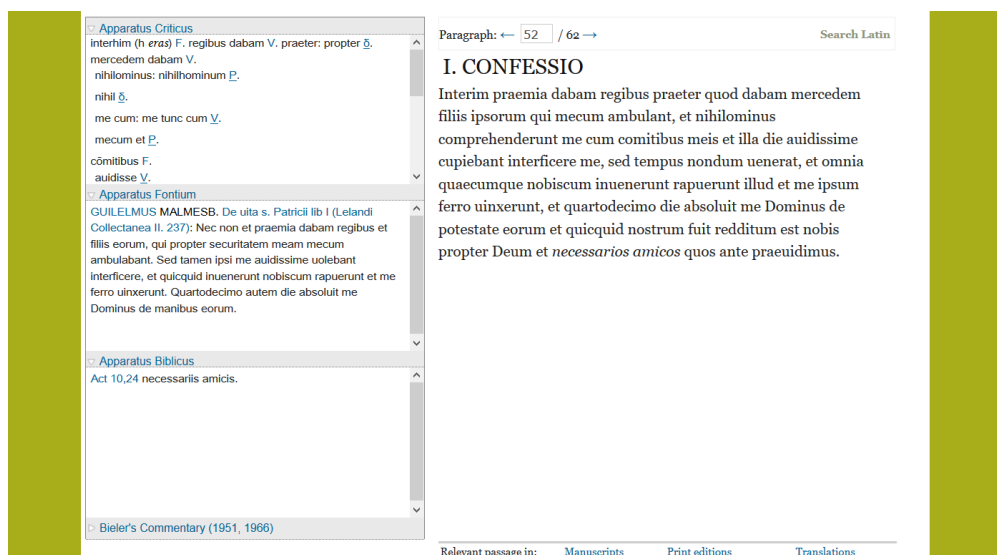 Apparatus Criticus
interhim (h eras) F. regibus dabam V. praeter: propter δ.
mercedem dabam V.
nihilominus: nihilhominum P.
nihil δ.
me cum: me tunc cum V.
mecum et P.
cōmitibus F.
auidisse V.
Apparatus Fontium
GUILELMUS MALMESB. De uita s. Patricii lib I (Lelandi
Collectanea II. 237): Nec non et praemia dabam regibus et
filiis eorum, qui propter securitatem meam mecum
ambulabant. Sed tamen ipsi me auidissime uolebant
interficere, et quicquid inuenerunt nobiscum rapuerunt et me
ferro uinxerunt. Quartodecimo autem die absoluit me
Dominus de manibus eorum.
Apparatus Biblicus
Act 10,24 necessariis amicis.
Bieler's Commentary (1951, 1966)
Paragraph: ← 52 / 62 → Search Latin
I. CONFESSIO
Interim praemia dabam regibus praeter quod dabam mercedem
filiis ipsorum qui mecum ambulant, et nihilominus
comprehenderunt me cum comitibus meis et illa die auidissime
cupiebant interficere me, sed tempus nondum uenerat, et omnia
quaecumque nobiscum inuenerunt rapuerunt illud et me ipsum
ferro uinxerunt, et quartodecimo die absoluit me Dominus de
potestate eorum et quicquid nostrum fuit redditum est nobis
propter Deum et necessarios amicos quos ante praeuidimus.
Relevant passage in: Manuscripts Print editions Translations